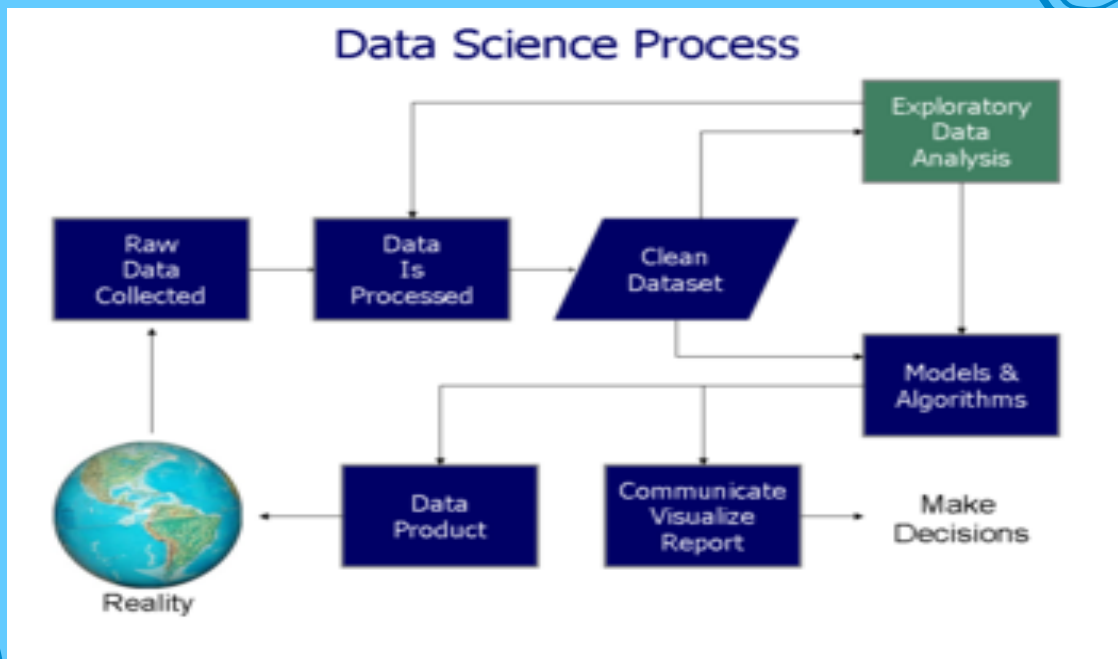 Data Science Process
Exploratory
Data
Analysis
Raw
Data
Collected
Data
Is
Processed
Clean
Dataset
Models &
Algorithms
Data
Product
Communicate
Visualize
Report
Make
Decisions
Reality